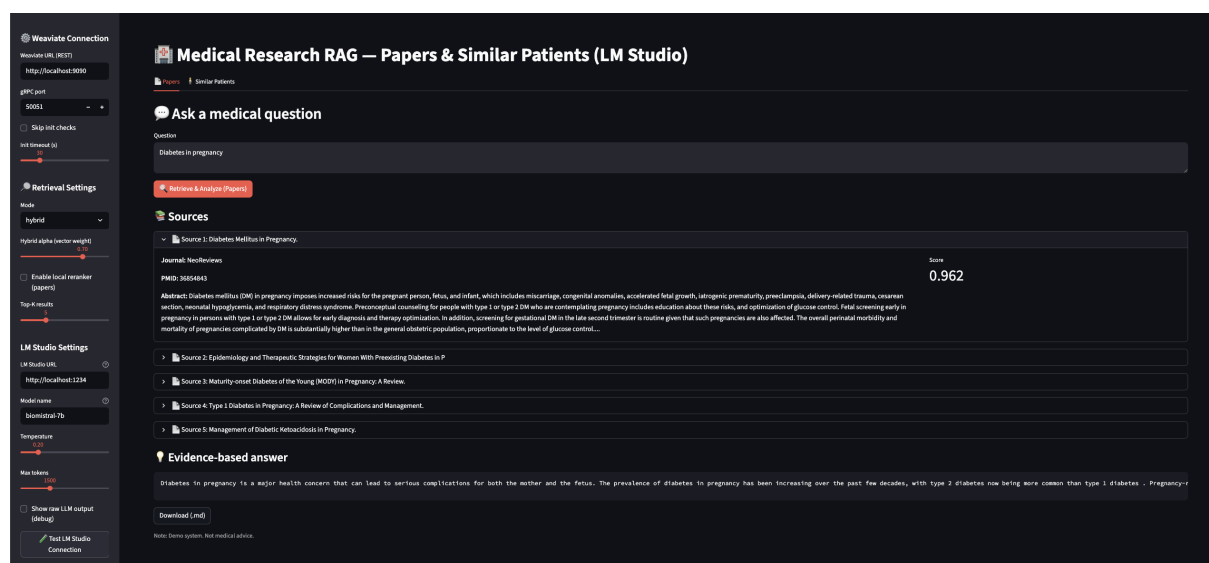 Weaviate Connection
Weaviate URL (REST)
http://localhost:9090
gRPC port
50051
Skip init checks
Init timeout (s)
30
Retrieval Settings
Mode
hybrid
Hybrid alpha (vector weight)
0.70
Enable local reranker
(papers)
Top-K results
5
LM Studio Settings
LM Studio URL
http://localhost:1234
Model name
biomistral-7b
Temperature
0.20
Max tokens
1500
Show raw LLM output
(debug)
Test LM Studio
Connection
Medical Research RAG — Papers & Similar Patients (LM Studio)
Papers
Similar Patients
Ask a medical question
Question
Diabetes in pregnancy
Retrieve & Analyze (Papers)
Sources
Source 1: Diabetes Mellitus in Pregnancy.
Journal: NeoReviews
Score
PMID: 36854843
0.962
Abstract: Diabetes mellitus (DM) in pregnancy imposes increased risks for the pregnant person, fetus, and infant, which includes miscarriage, congenital anomalies, accelerated fetal growth, iatrogenic prematurity, preeclampsia, delivery-related trauma, cesarean
section, neonatal hypoglycemia, and respiratory distress syndrome. Preconceptual counseling for people with type 1 or type 2 DM who are contemplating pregnancy includes education about these risks, and optimization of glucose control. Fetal screening early in
pregnancy in persons with type 1 or type 2 DM allows for early diagnosis and therapy optimization. In addition, screening for gestational DM in the late second trimester is routine given that such pregnancies are also affected. The overall perinatal morbidity and
mortality of pregnancies complicated by DM is substantially higher than in the general obstetric population, proportionate to the level of glucose control....
Source 2: Epidemiology and Therapeutic Strategies for Women With Preexisting Diabetes in P
Source 3: Maturity-onset Diabetes of the Young (MODY) in Pregnancy: A Review.
Source 4: Type 1 Diabetes in Pregnancy: A Review of Complications and Management.
Source 5: Management of Diabetic Ketoacidosis in Pregnancy.
Evidence-based answer
Diabetes in pregnancy is a major health concern that can lead to serious complications for both the mother and the fetus. The prevalence of diabetes in pregnancy has been increasing over the past few decades, with type 2 diabetes now being more common than type 1 diabetes . Pregnancy-r
Download (.md)
Note: Demo system. Not medical advice.